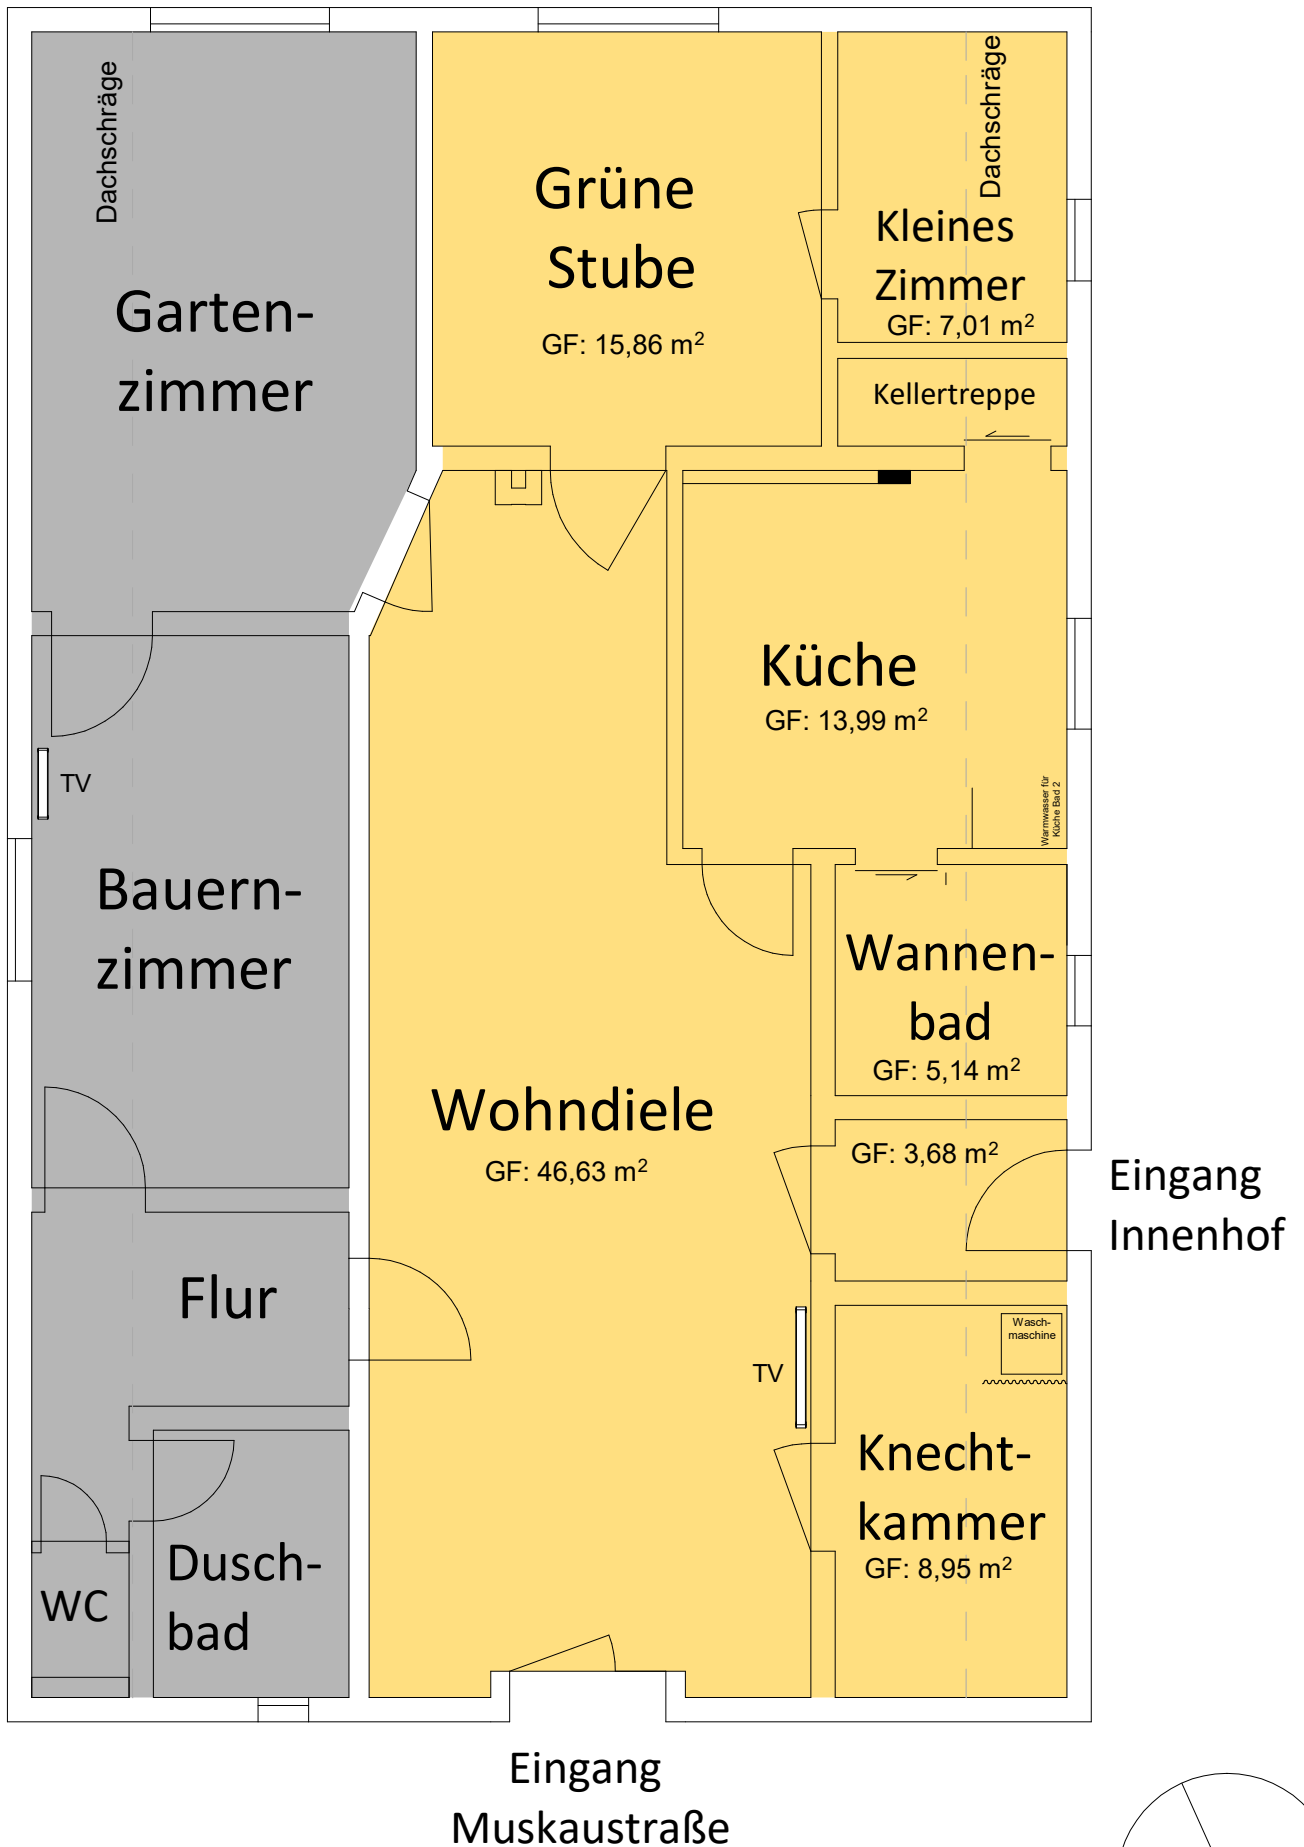 Dachschräge
Garten-
zimmer
Grüne
Stube
GF: 15,86 m²
Dachschräge
Kleines
Zimmer
GF: 7,01 m²
Kellertreppe
Küche
GF: 13,99 m²
Warmwasser für
Küche Bad 2
TV
Bauern-
zimmer
Wannen-
bad
GF: 5,14 m²
Wohndiele
GF: 46,63 m²
GF: 3,68 m²
Eingang
Innenhof
Flur
TV
Wasch-
maschine
Knecht-
kammer
GF: 8,95 m²
WC
Dusch-
bad
Eingang
Muskaustraße